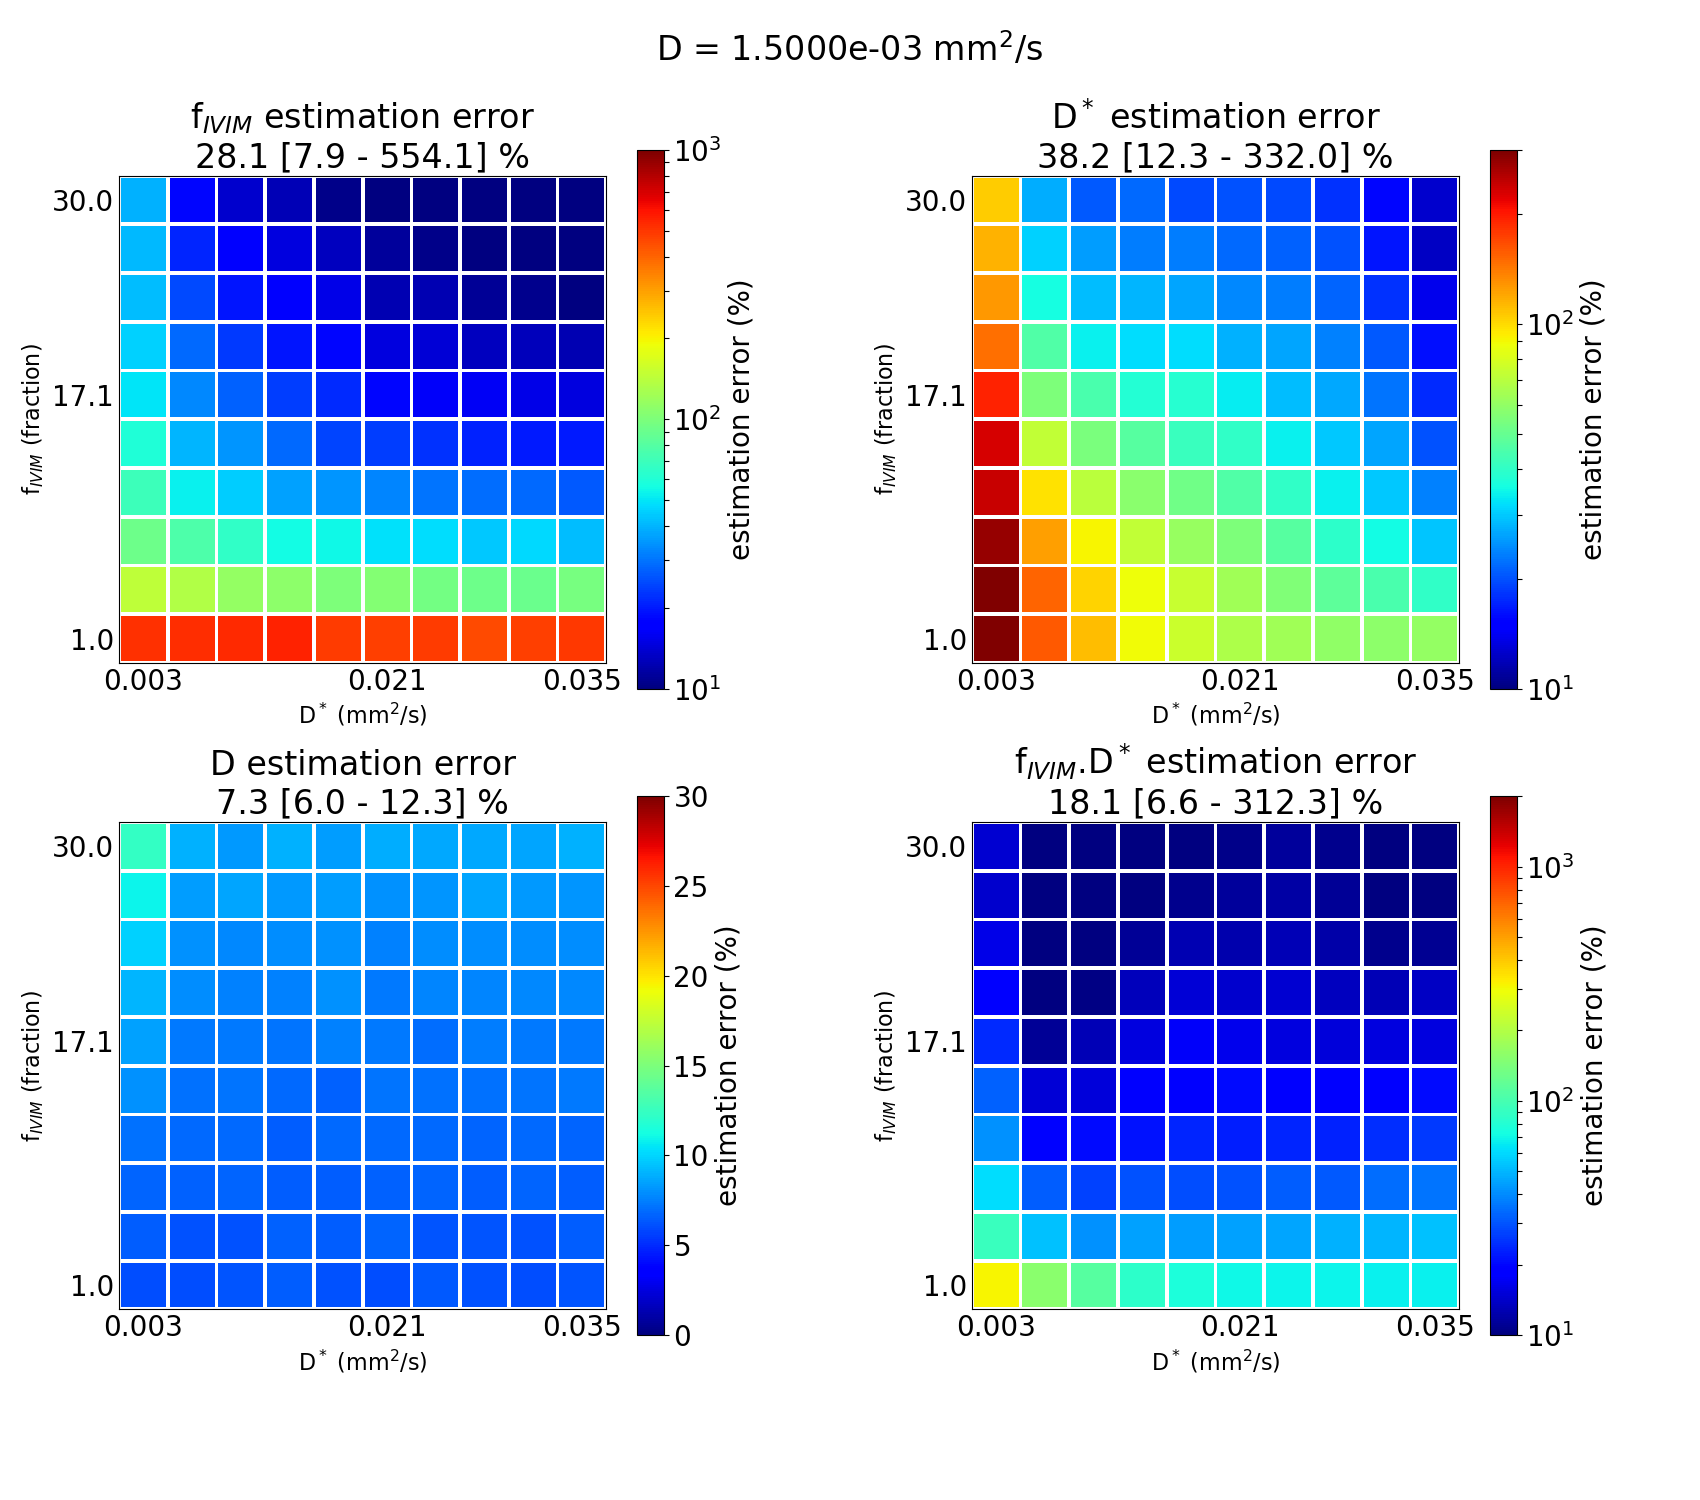 D = 1.5000e-03 mm²/s
f_IVIM estimation error
28.1 [7.9 - 554.1] %
30.0
17.1
1.0
f_IVIM (fraction)
0.003 0.021 0.035
D* (mm²/s)
10³
10²
10¹
estimation error (%)
D* estimation error
38.2 [12.3 - 332.0] %
30.0
17.1
1.0
f_IVIM (fraction)
0.003 0.021 0.035
D* (mm²/s)
10²
10¹
estimation error (%)
D estimation error
7.3 [6.0 - 12.3] %
30.0
17.1
1.0
f_IVIM (fraction)
0.003 0.021 0.035
D* (mm²/s)
30
25
20
15
10
5
0
estimation error (%)
f_IVIM.D* estimation error
18.1 [6.6 - 312.3] %
30.0
17.1
1.0
f_IVIM (fraction)
0.003 0.021 0.035
D* (mm²/s)
10³
10²
10¹
estimation error (%)